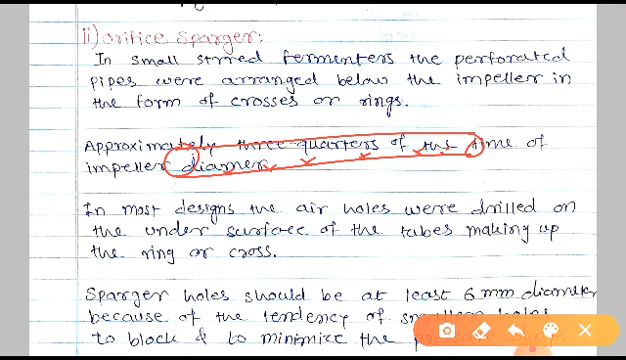 ii) orifice sparger:
In small stirred fermenters the perforated
pipes were arranged below the impeller in
the form of crosses or rings.
Approximately three quarters of the time of
impeller diamer
In most designs the air holes were drilled on
the under surface of the tubes making up
the ring or cross.
Sparger holes should be at least 6 mm diameter
because of the tendency of smaller holes
to block & to minimize the